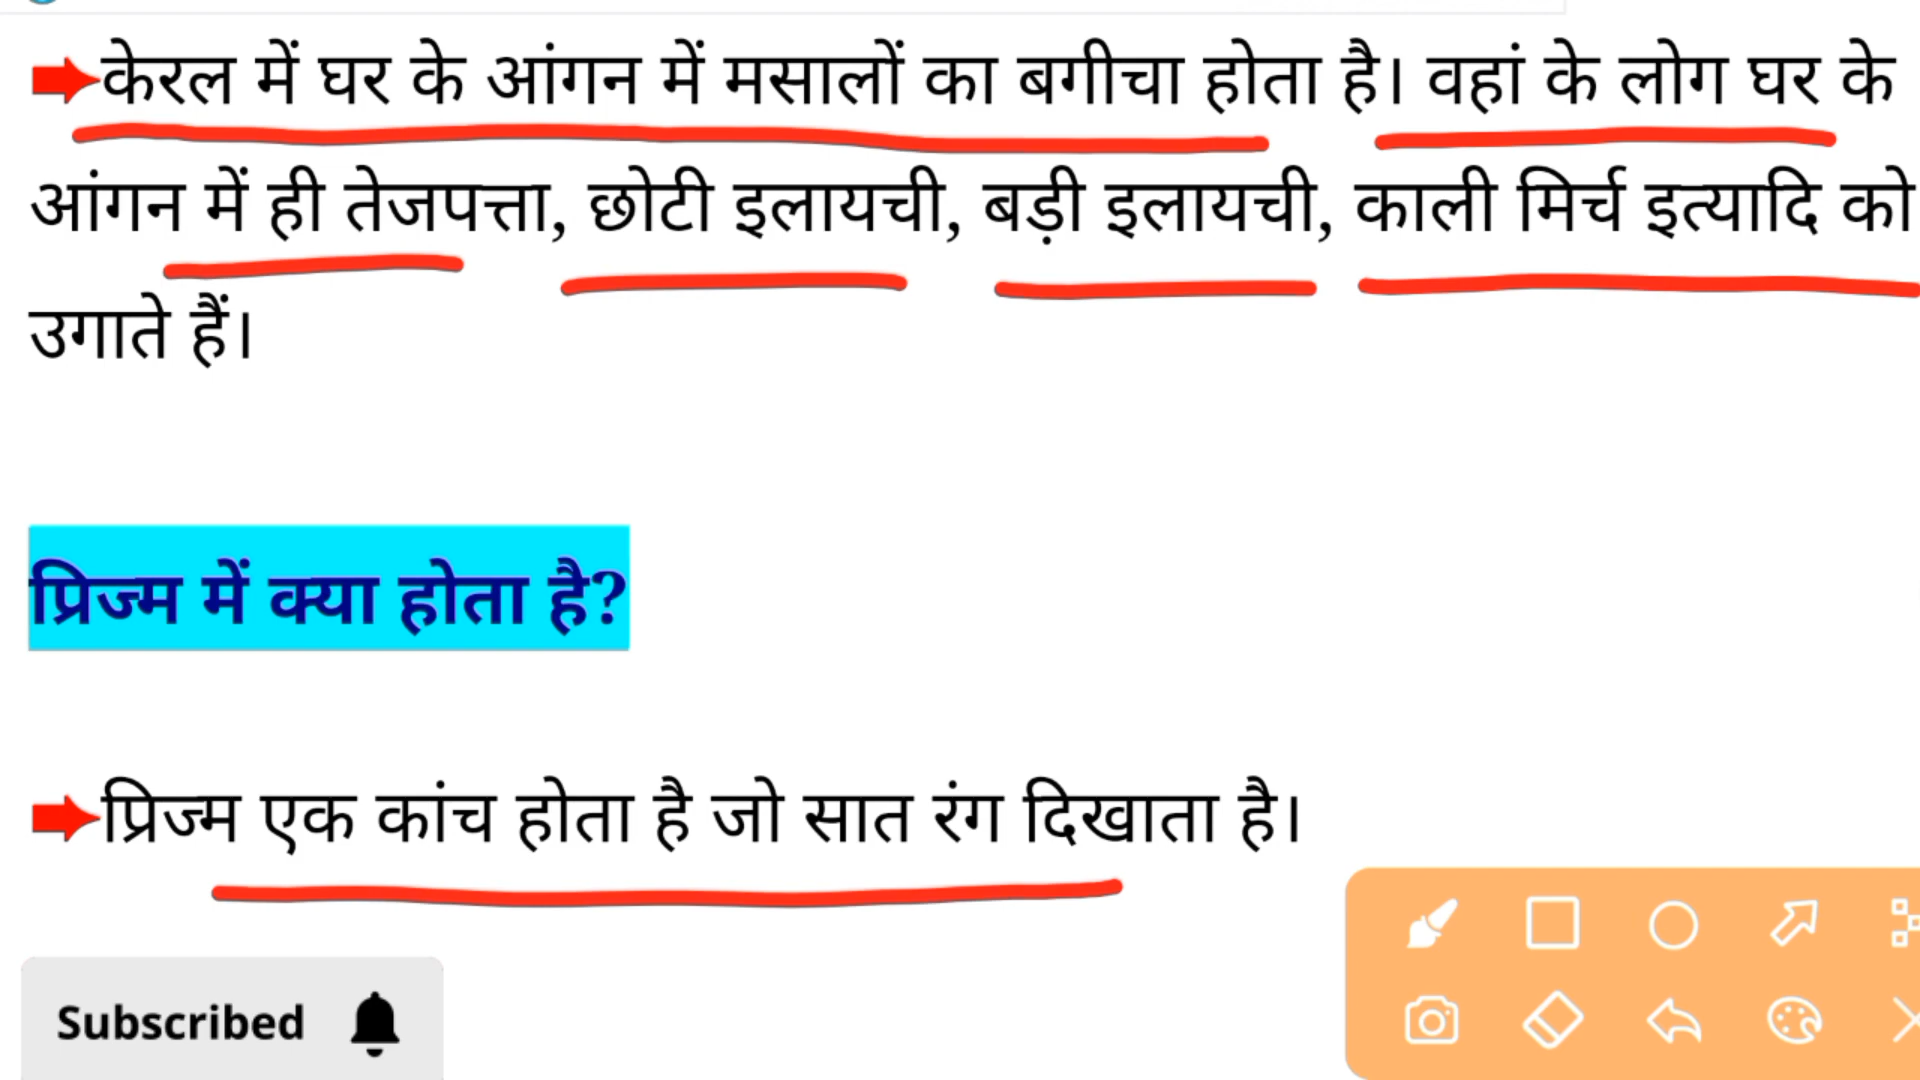 केरल में घर के आंगन में मसालों का बगीचा होता है। वहां के लोग घर के
आंगन में ही तेजपत्ता, छोटी इलायची, बड़ी इलायची, काली मिर्च इत्यादि को
उगाते हैं।
प्रिज्म में क्या होता है?
प्रिज्म एक कांच होता है जो सात रंग दिखाता है।
Subscribed